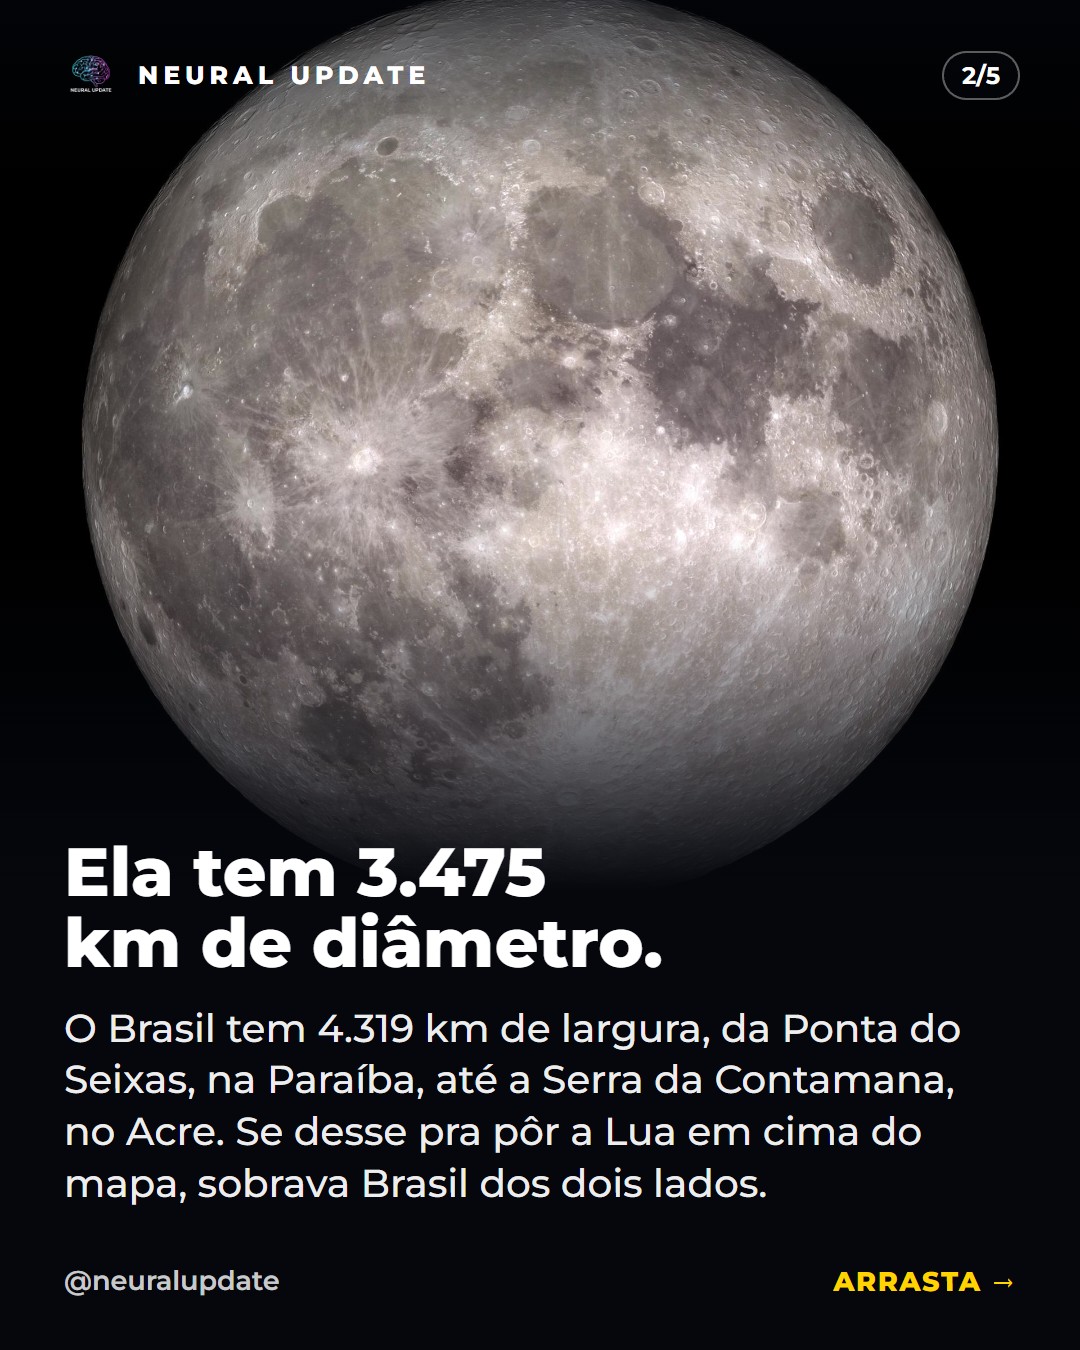 NEURAL UPDATE
NEURAL UPDATE
2/5
Ela tem 3.475
km de diâmetro.
O Brasil tem 4.319 km de largura, da Ponta do
Seixas, na Paraíba, até a Serra da Contamana,
no Acre. Se desse pra pôr a Lua em cima do
mapa, sobrava Brasil dos dois lados.
@neuralupdate
ARRASTA →